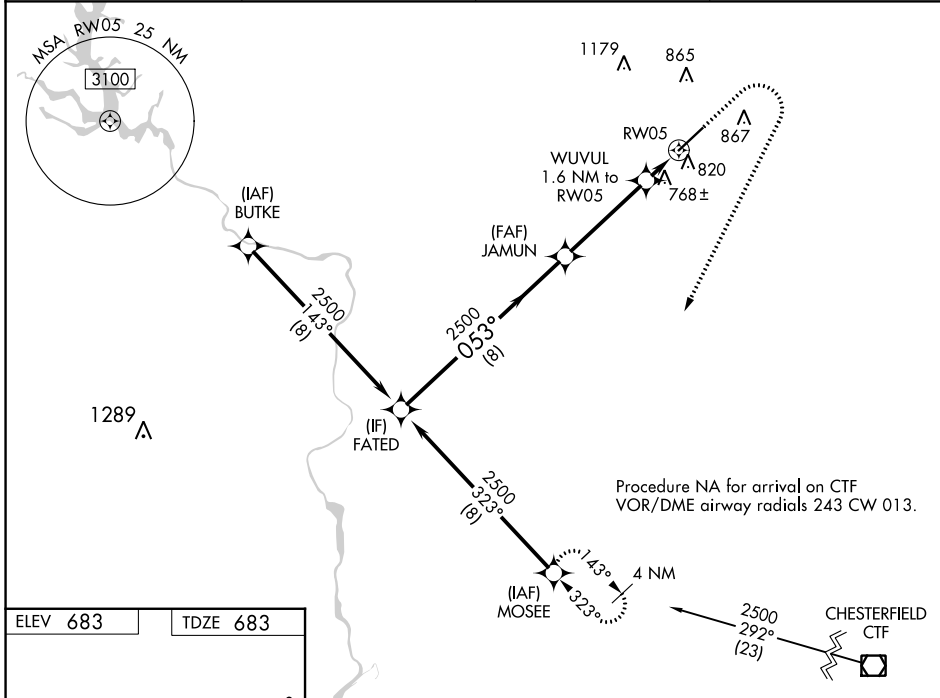 MSA RW05 25 NM
3100
1179
865
RW05
867
WUVUL
1.6 NM to
RW05
820
768±
(IAF)
BUTKE
(FAF)
JAMUN
2500
143°
(8)
2500
053°
(8)
1289
(IF)
FATED
2500
323°
(8)
Procedure NA for arrival on CTF
VOR/DME airway radials 243 CW 013.
143°
4 NM
323°
(IAF)
MOSEE
2500
292°
(23)
CHESTERFIELD
CTF
ELEV 683
TDZE 683